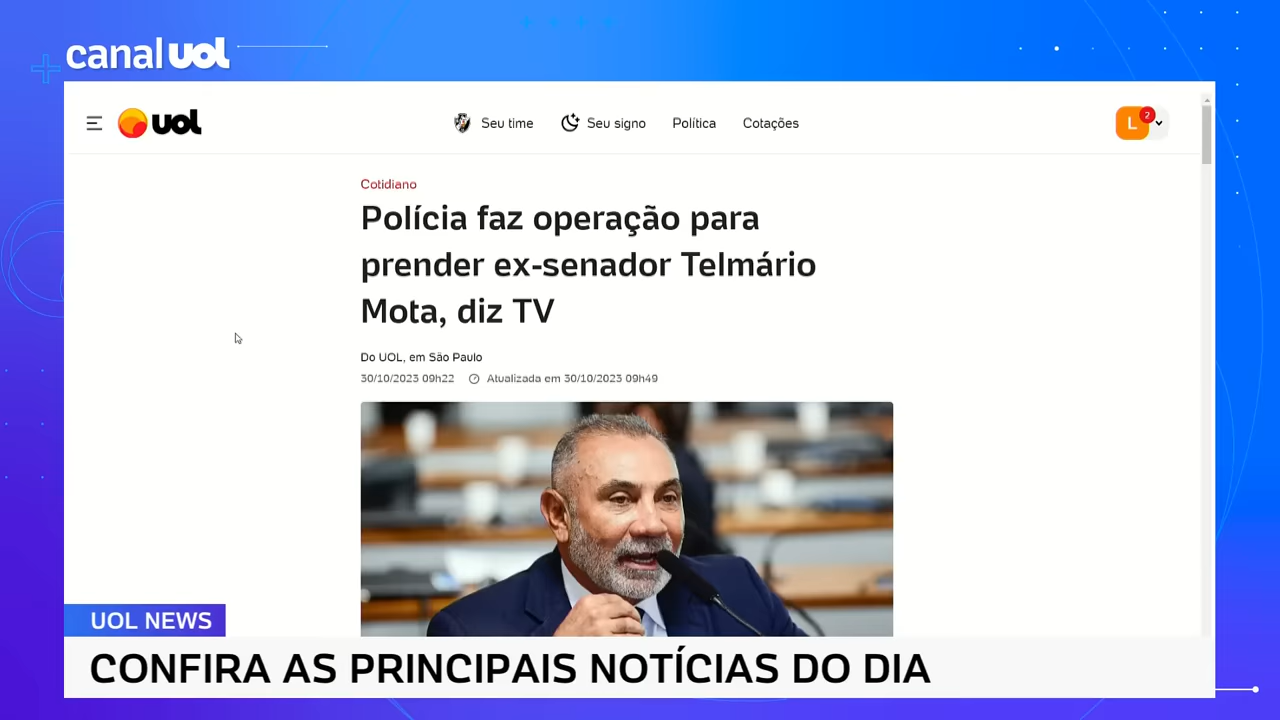 canal uol
uol
Seu time
Seu signo
Política
Cotações
L
2
Cotidiano
Polícia faz operação para
prender ex-senador Telmário
Mota, diz TV
Do UOL, em São Paulo
30/10/2023 09h22
Atualizada em 30/10/2023 09h49
UOL NEWS
CONFIRA AS PRINCIPAIS NOTÍCIAS DO DIA